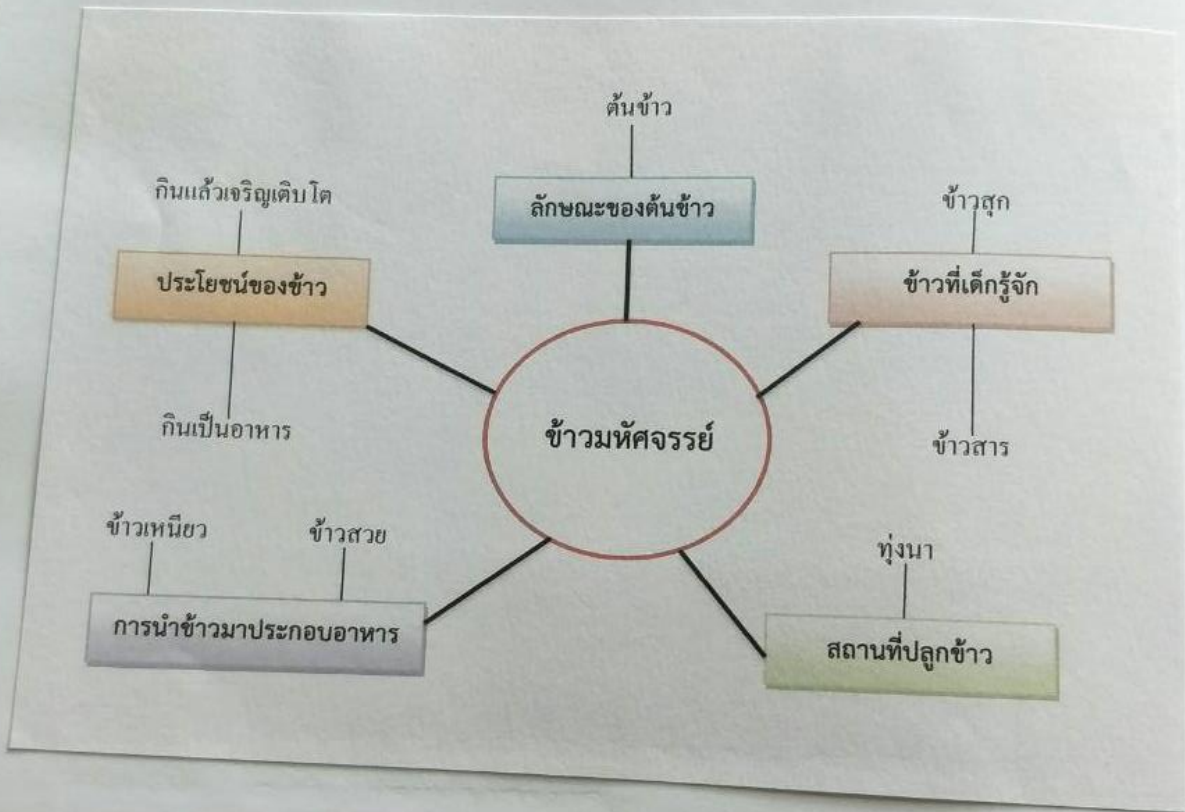 ต้นข้าว
ลักษณะของต้นข้าว
กินแล้วเจริญเติบโต
ประโยชน์ของข้าว
กินเป็นอาหาร
ข้าวสุก
ข้าวที่เด็กรู้จัก
ข้าวสาร
ข้าวมหัศจรรย์
ข้าวเหนียว
ข้าวสวย
การนำข้าวมาประกอบอาหาร
ทุ่งนา
สถานที่ปลูกข้าว